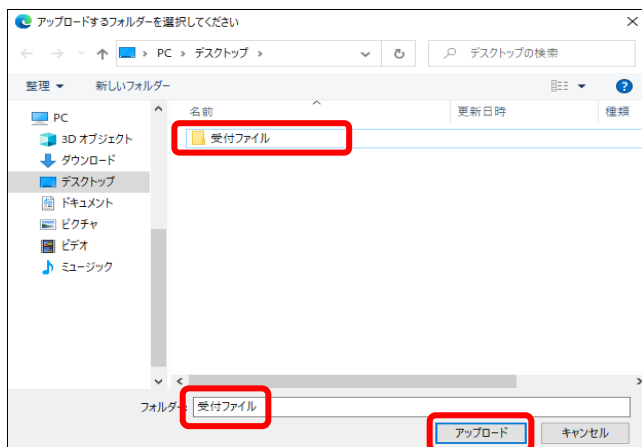 アップロードするフォルダーを選択してください
PC › デスクトップ ›
デスクトップの検索
整理 新しいフォルダー
名前 更新日時 種類
PC
3D オブジェクト
ダウンロード
デスクトップ
ドキュメント
ピクチャ
ビデオ
ミュージック
受付ファイル
フォルダー: 受付ファイル
アップロード キャンセル